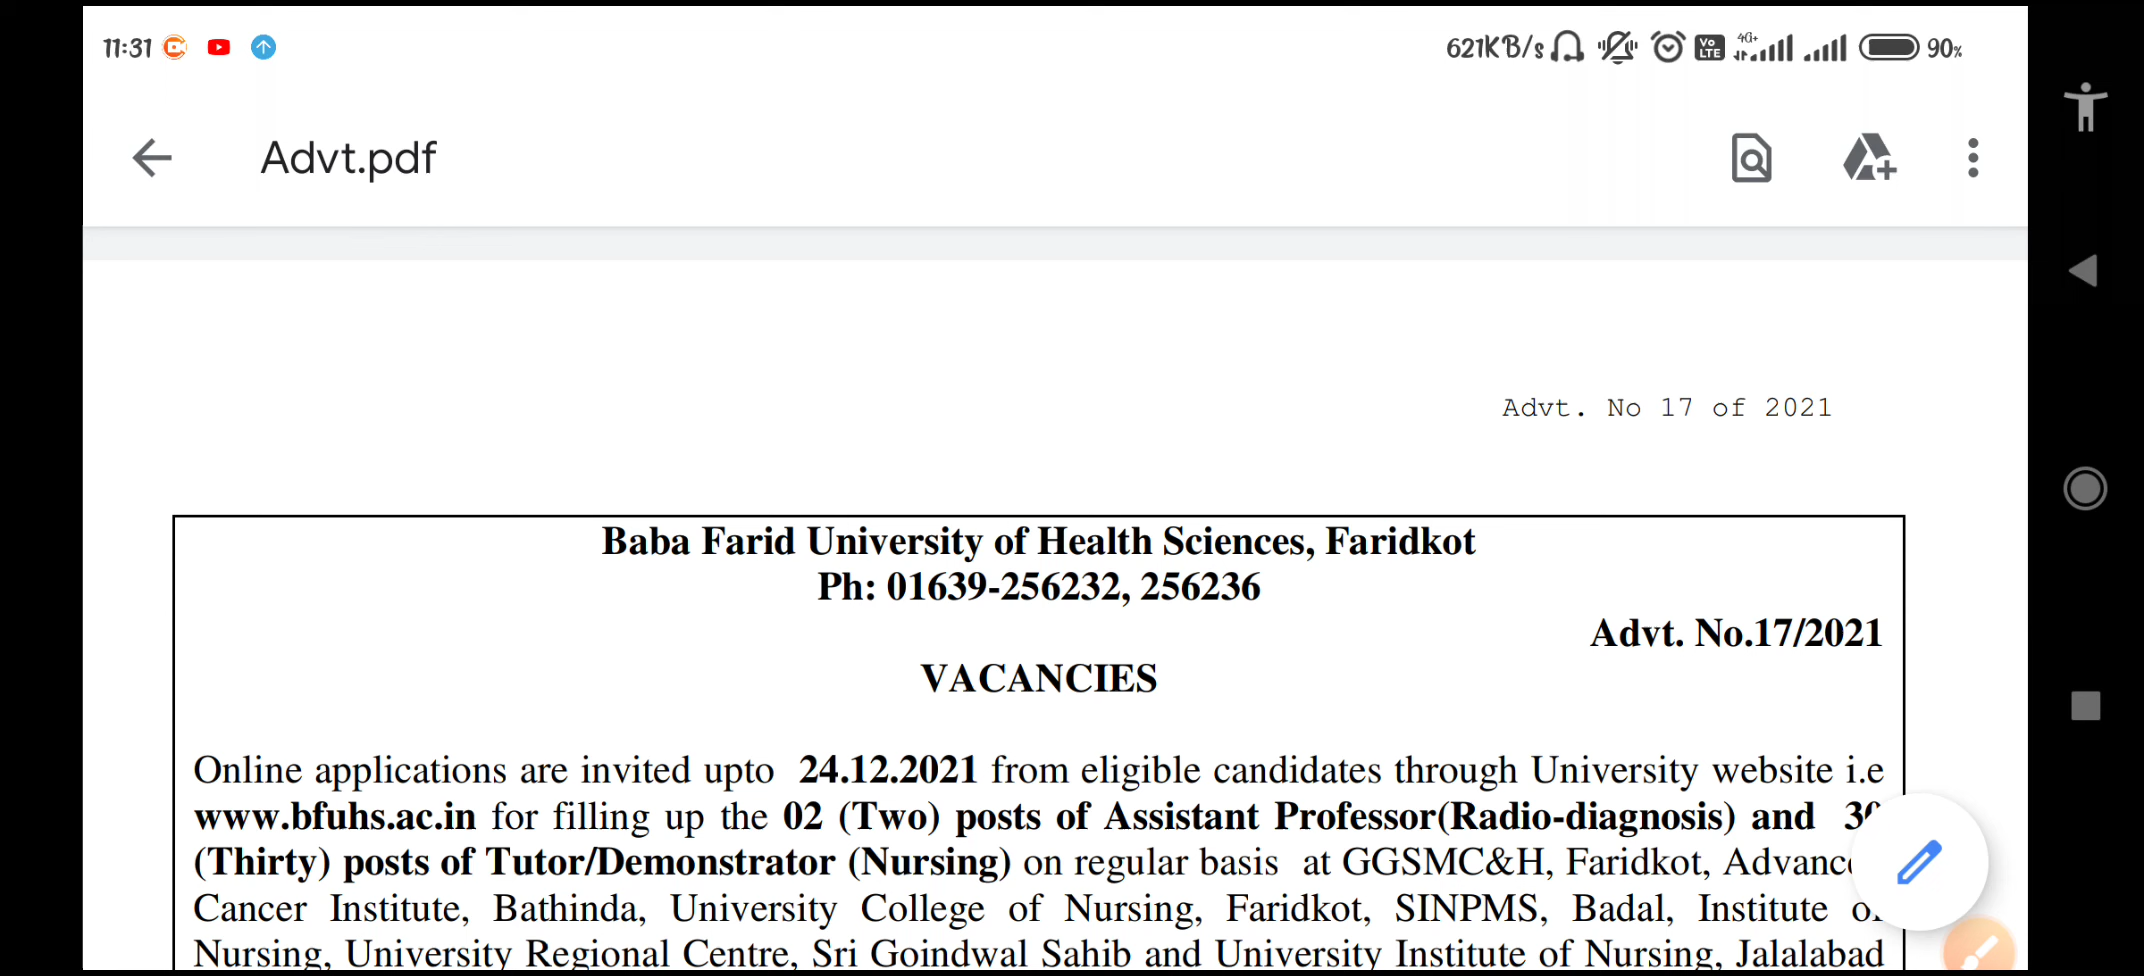 11:31
621KB/s
Vo LTE
4G+
90%
Advt.pdf
Advt. No 17 of 2021
Baba Farid University of Health Sciences, Faridkot
Ph: 01639-256232, 256236
Advt. No.17/2021
VACANCIES
Online applications are invited upto 24.12.2021 from eligible candidates through University website i.e
www.bfuhs.ac.in for filling up the 02 (Two) posts of Assistant Professor(Radio-diagnosis) and 30
(Thirty) posts of Tutor/Demonstrator (Nursing) on regular basis at GGSMC&H, Faridkot,
Cancer Institute, Bathinda, University College of Nursing, Faridkot, SINPMS, Badal, Institute
Nursing, University Regional Centre, Sri Goindwal Sahib and University Institute of Nursing, Jalalabad